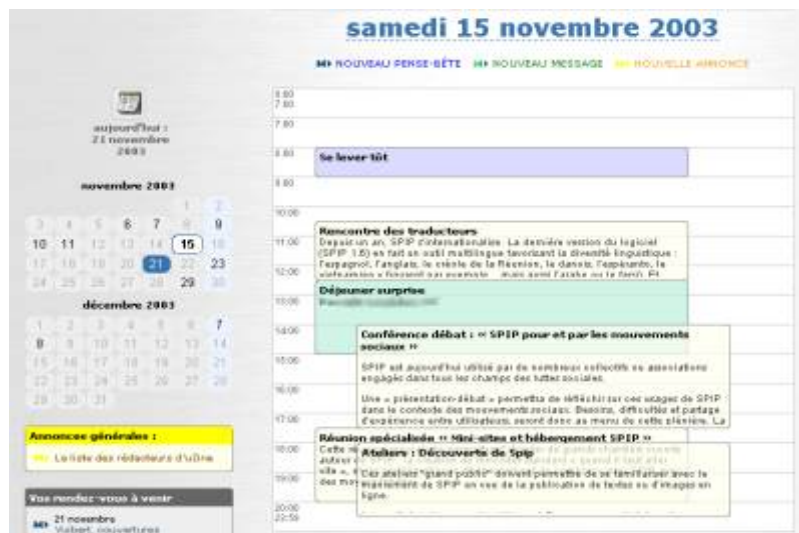 samedi 15 novembre 2003
NOUVEAU PENSE-BÊTE NOUVEAU MESSAGE NOUVELLE ANNONCE
aujourd'hui :
21 novembre
2003
novembre 2003
1 2
3 4 5 6 7 8 9
10 11 12 13 14 15 16
17 18 19 20 21 22 23
24 25 26 27 28 29 30
décembre 2003
1 2 3 4 5 6 7
8 9 10 11 12 13 14
15 16 17 18 19 20 21
22 23 24 25 26 27 28
29 30 31
Annonces générales :
La liste des rédacteurs d'uZine
Vos rendez-vous à venir
21 novembre
couvertures
7:00
7:00
8:00
Se lever tôt
9:00
10:00
Rencontre des traducteurs
11:00
Depuis un an, SPIP s'internationalise. La dernière version du logiciel
(SPIP 1.6) en fait un outil multilingue favorisant la diversité linguistique :
l'espagnol, l'anglais, le créole de la Réunion, le danois, l'espéranto, le
12:00
Déjeuner surprise
13:00
14:00
Conférence débat : « SPIP pour et par les mouvements
sociaux »
15:00
SPIP est aujourd'hui utilisé par de nombreux collectifs ou associations
engagés dans tous les champs des luttes sociales.
16:00
Une « présentation-débat » permettra de réfléchir sur ces usages de SPIP
dans le contexte des mouvements sociaux. Besoins, difficultés et partage
17:00
d'expérience entre utilisateurs, seront donc au menu de cette plénière. La
Réunion spécialisée « Mini-sites et hébergement SPIP »
18:00
Cette
Ateliers : Découverte de Spip
autour
ville »,
19:00
Ces ateliers "grand public" doivent permettre de se familiariser avec le
des
maniement de SPIP en vue de la publication de textes ou d'images en
ligne.
20:00
23:59